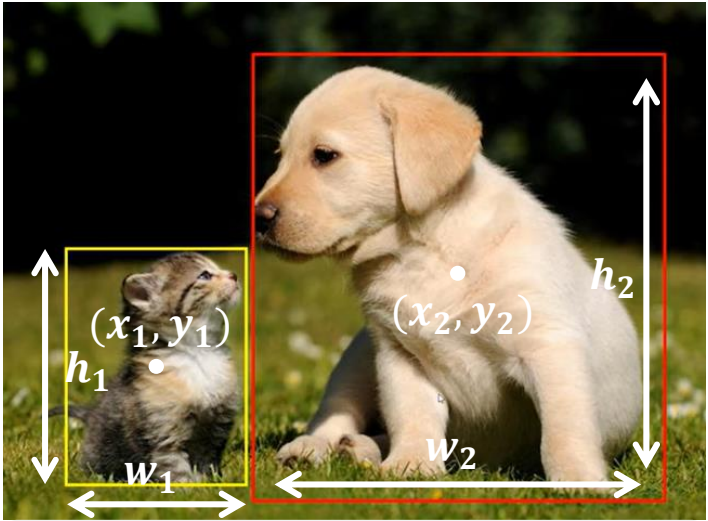 (x₁, y₁)
h₁
w₁
(x₂, y₂)
h₂
w₂